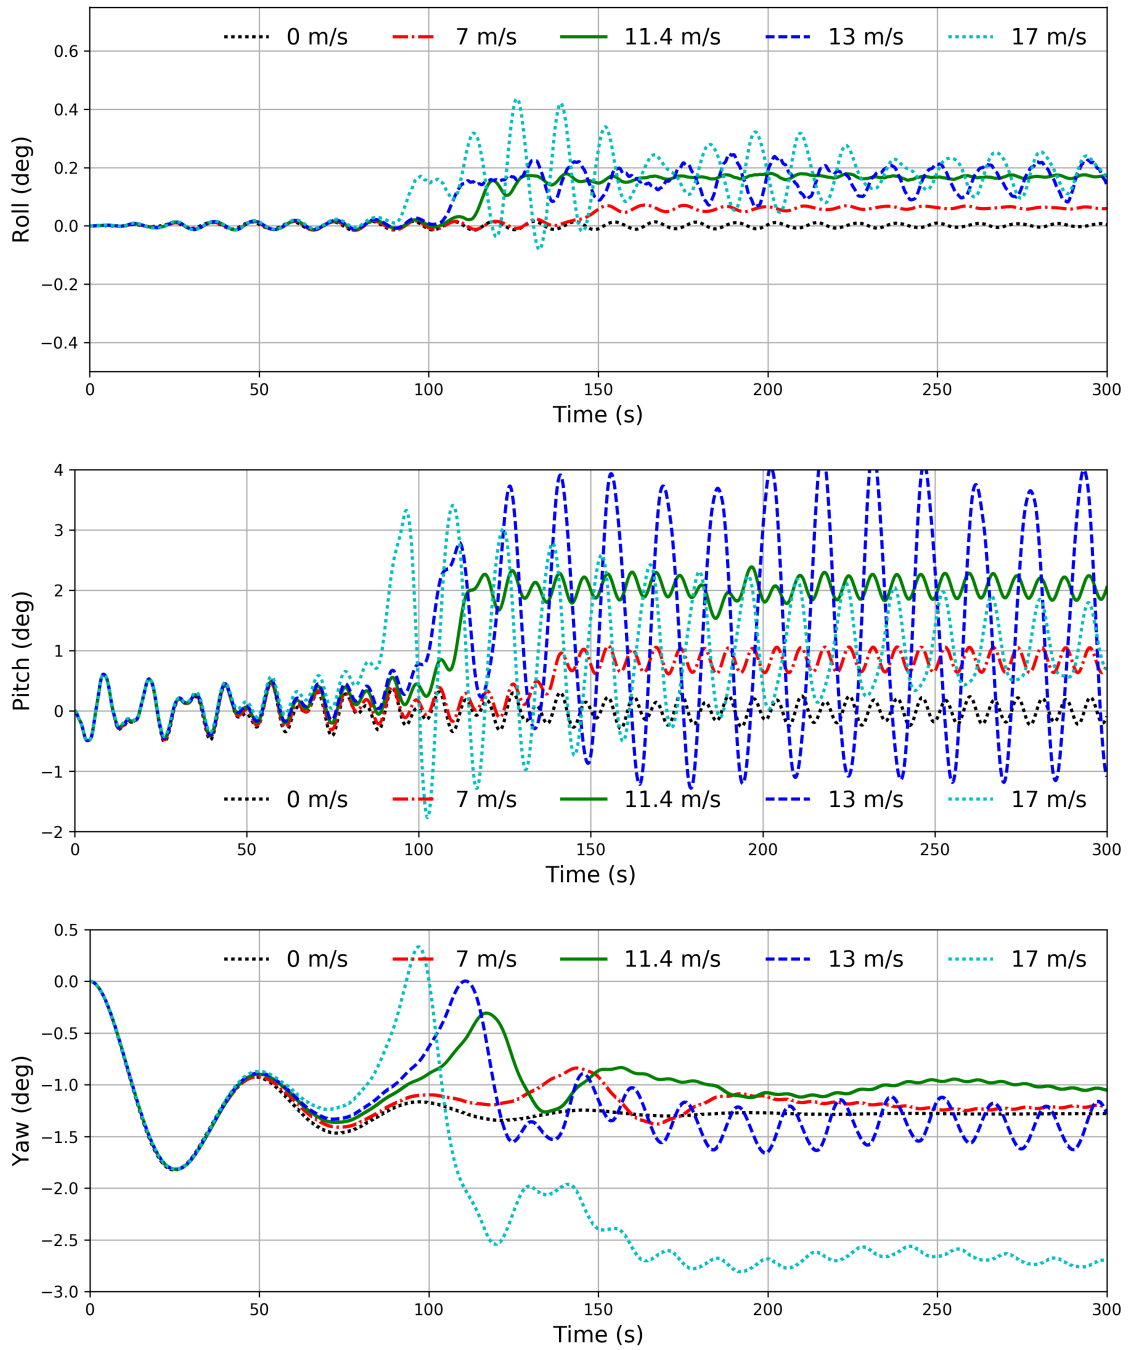 0.6
0 m/s 7 m/s 11.4 m/s 13 m/s 17 m/s
0.4
0.2
0.0
−0.2
−0.4
Roll (deg)
0 50 100 150 200 250 300
Time (s)
4
3
2
1
0
−1
−2
Pitch (deg)
0 m/s 7 m/s 11.4 m/s 13 m/s 17 m/s
0 50 100 150 200 250 300
Time (s)
0.5
0 m/s 7 m/s 11.4 m/s 13 m/s 17 m/s
0.0
−0.5
−1.0
−1.5
−2.0
−2.5
−3.0
Yaw (deg)
0 50 100 150 200 250 300
Time (s)